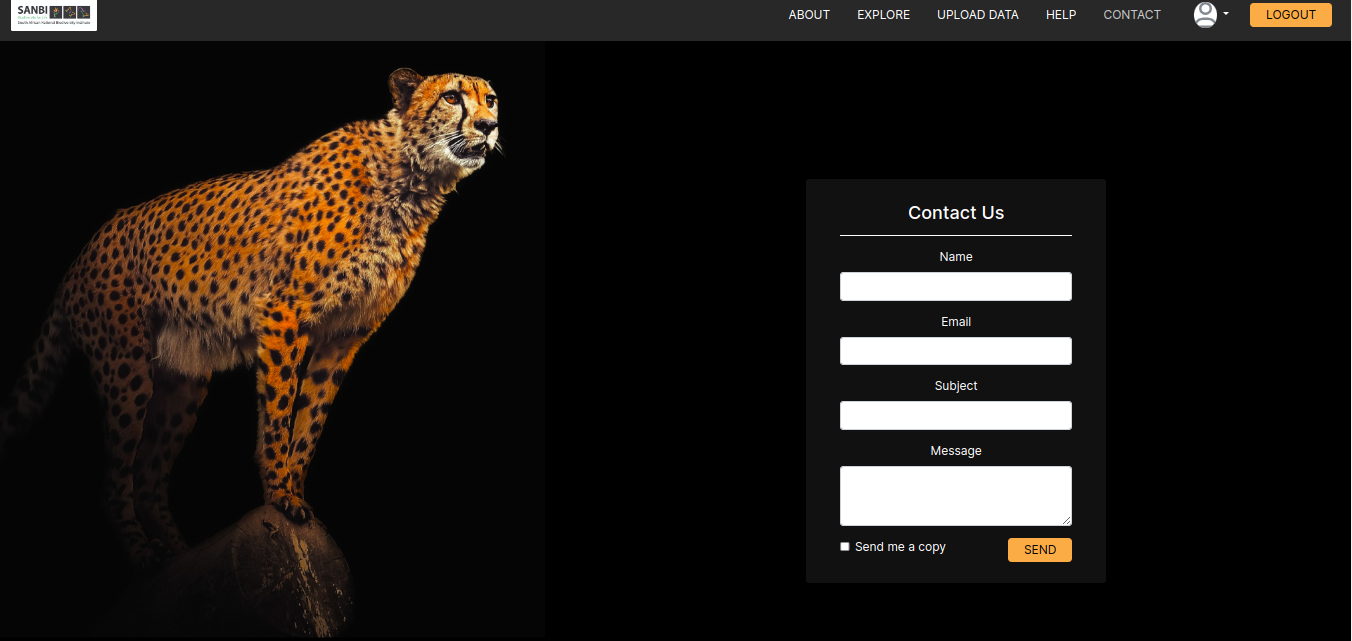 SANBI
South African National Biodiversity Institute
ABOUT
EXPLORE
UPLOAD DATA
HELP
CONTACT
LOGOUT
Contact Us
Name
Email
Subject
Message
Send me a copy
SEND